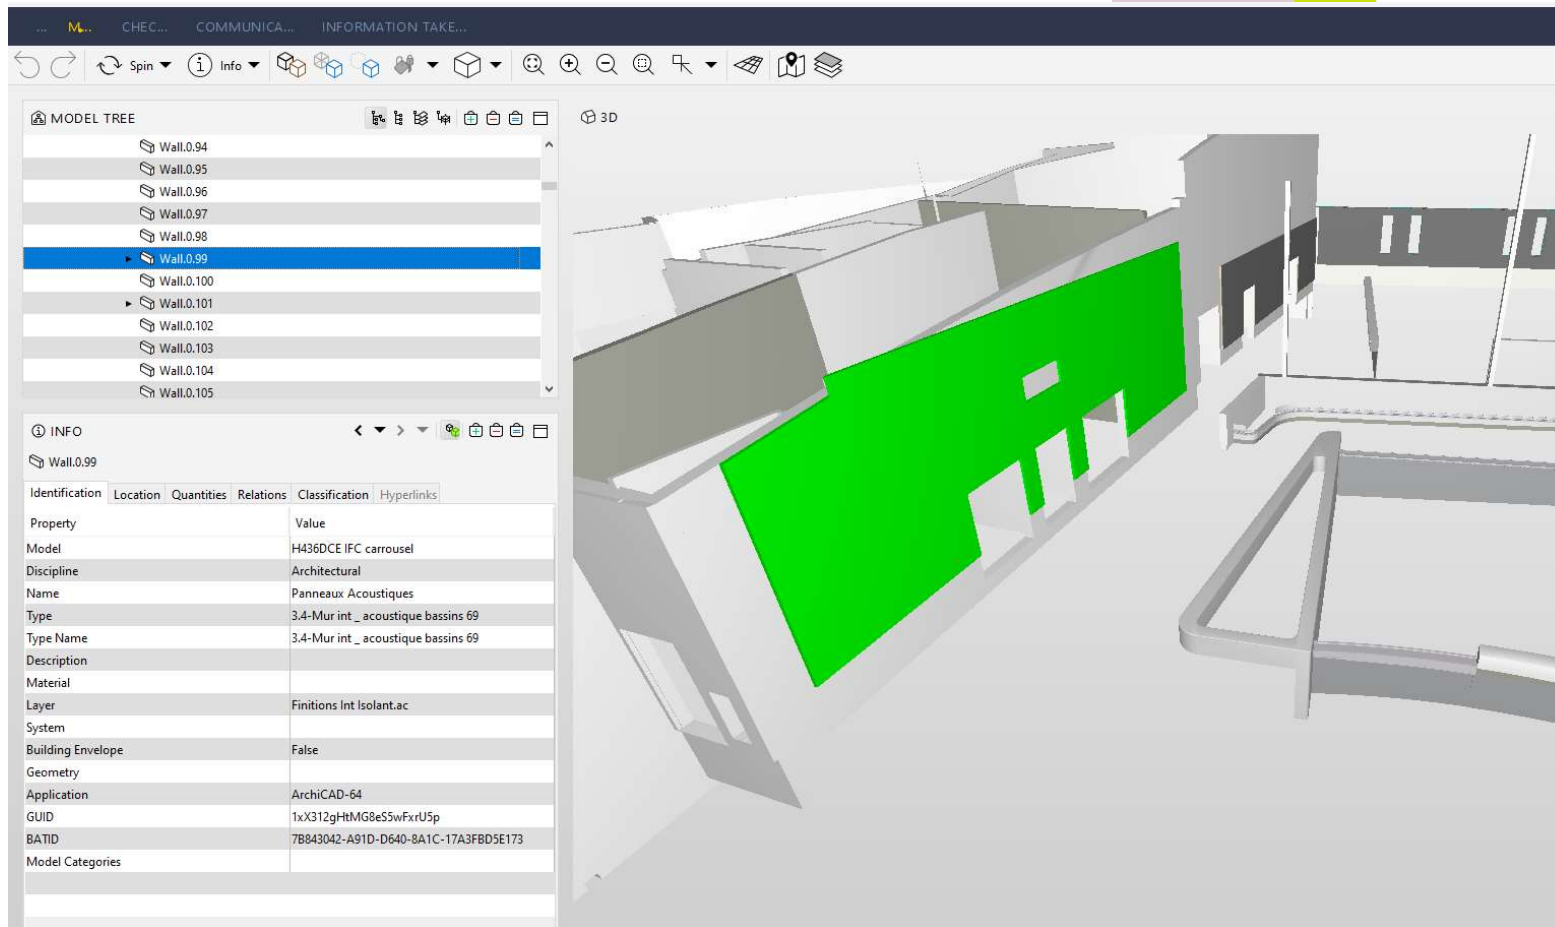 ... M... CHEC... COMMUNICA... INFORMATION TAKE...
Spin Info
MODEL TREE
Wall.0.94
Wall.0.95
Wall.0.96
Wall.0.97
Wall.0.98
Wall.0.99
Wall.0.100
Wall.0.101
Wall.0.102
Wall.0.103
Wall.0.104
Wall.0.105
3D
INFO
Wall.0.99
Identification Location Quantities Relations Classification Hyperlinks
Property Value
Model H436DCE IFC carrousel
Discipline Architectural
Name Panneaux Acoustiques
Type 3.4-Mur int _ acoustique bassins 69
Type Name 3.4-Mur int _ acoustique bassins 69
Description
Material
Layer Finitions Int Isolant.ac
System
Building Envelope False
Geometry
Application ArchiCAD-64
GUID 1xX312gHtMG8eS5wFxrU5p
BATID 7B843042-A91D-D640-8A1C-17A3FBD5E173
Model Categories